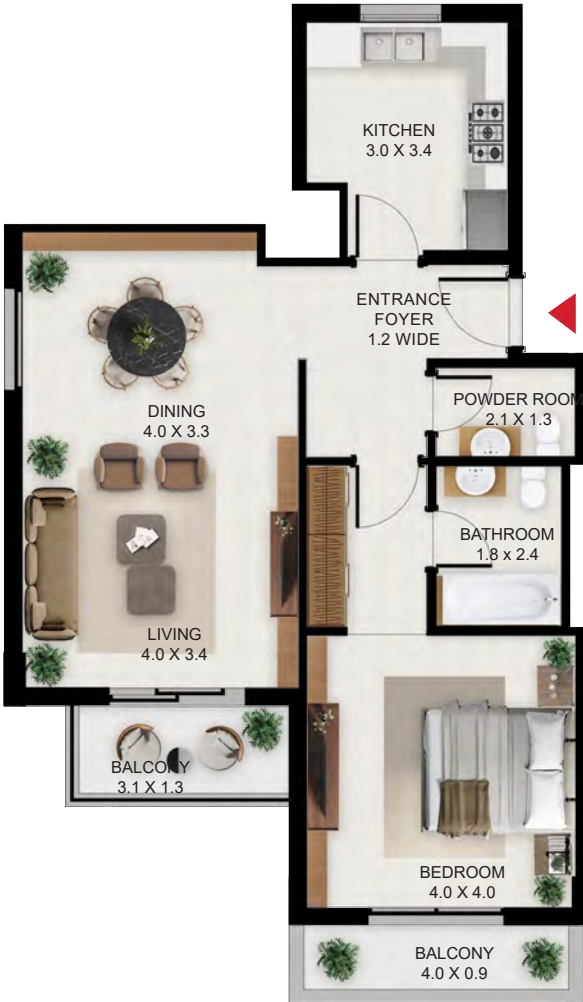 KITCHEN
3.0 X 3.4
ENTRANCE
FOYER
1.2 WIDE
POWDER ROOM
2.1 X 1.3
DINING
4.0 X 3.3
BATHROOM
1.8 x 2.4
LIVING
4.0 X 3.4
BALCONY
3.1 X 1.3
BEDROOM
4.0 X 4.0
BALCONY
4.0 X 0.9